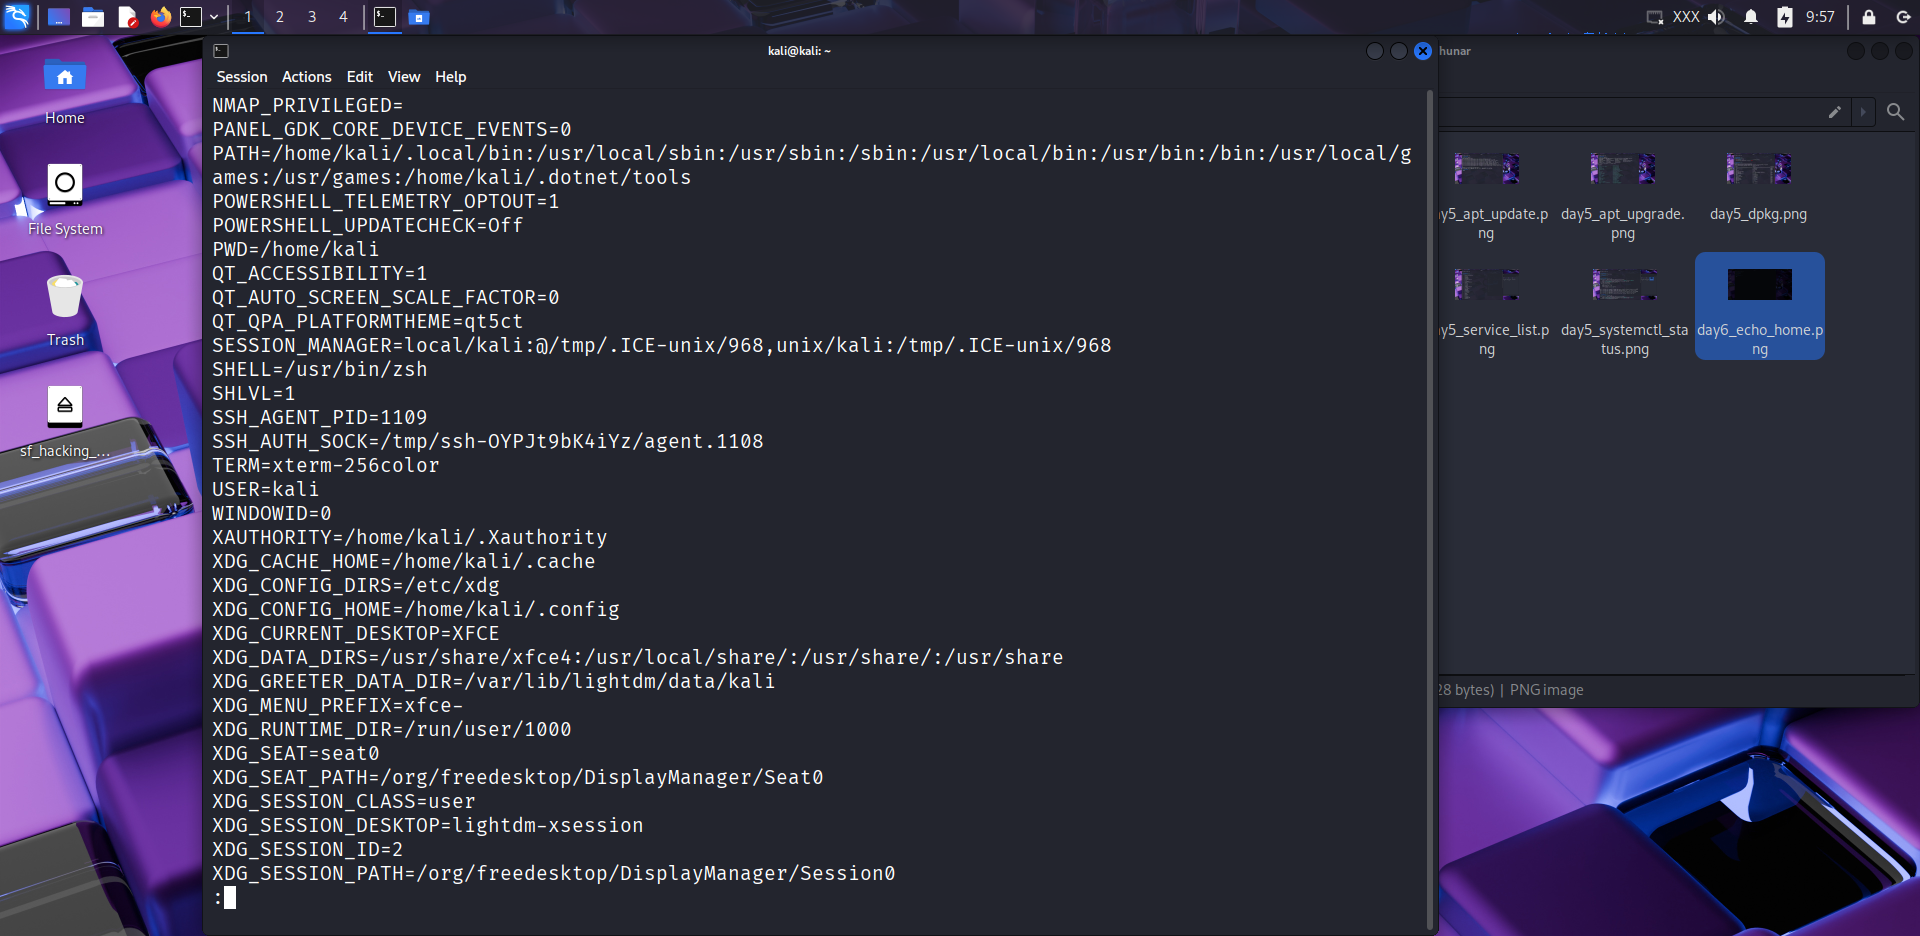 1 2 3 4
XXX
9:57
kali@kali: ~
Session Actions Edit View Help
NMAP_PRIVILEGED=
PANEL_GDK_CORE_DEVICE_EVENTS=0
PATH=/home/kali/.local/bin:/usr/local/sbin:/usr/sbin:/sbin:/usr/local/bin:/usr/bin:/bin:/usr/local/g
ames:/usr/games:/home/kali/.dotnet/tools
POWERSHELL_TELEMETRY_OPTOUT=1
POWERSHELL_UPDATECHECK=Off
PWD=/home/kali
QT_ACCESSIBILITY=1
QT_AUTO_SCREEN_SCALE_FACTOR=0
QT_QPA_PLATFORMTHEME=qt5ct
SESSION_MANAGER=local/kali:@/tmp/.ICE-unix/968,unix/kali:/tmp/.ICE-unix/968
SHELL=/usr/bin/zsh
SHLVL=1
SSH_AGENT_PID=1109
SSH_AUTH_SOCK=/tmp/ssh-OYPJt9bK4iYz/agent.1108
TERM=xterm-256color
USER=kali
WINDOWID=0
XAUTHORITY=/home/kali/.Xauthority
XDG_CACHE_HOME=/home/kali/.cache
XDG_CONFIG_DIRS=/etc/xdg
XDG_CONFIG_HOME=/home/kali/.config
XDG_CURRENT_DESKTOP=XFCE
XDG_DATA_DIRS=/usr/share/xfce4:/usr/local/share/:/usr/share/:/usr/share
XDG_GREETER_DATA_DIR=/var/lib/lightdm/data/kali
XDG_MENU_PREFIX=xfce-
XDG_RUNTIME_DIR=/run/user/1000
XDG_SEAT=seat0
XDG_SEAT_PATH=/org/freedesktop/DisplayManager/Seat0
XDG_SESSION_CLASS=user
XDG_SESSION_DESKTOP=lightdm-xsession
XDG_SESSION_ID=2
XDG_SESSION_PATH=/org/freedesktop/DisplayManager/Session0
:
Home
File System
Trash
sf_hacking_...
hunar
y5_apt_update.p
ng
day5_apt_upgrade.
png
day5_dpkg.png
y5_service_list.p
ng
day5_systemctl_sta
tus.png
day6_echo_home.p
ng
28 bytes) | PNG image